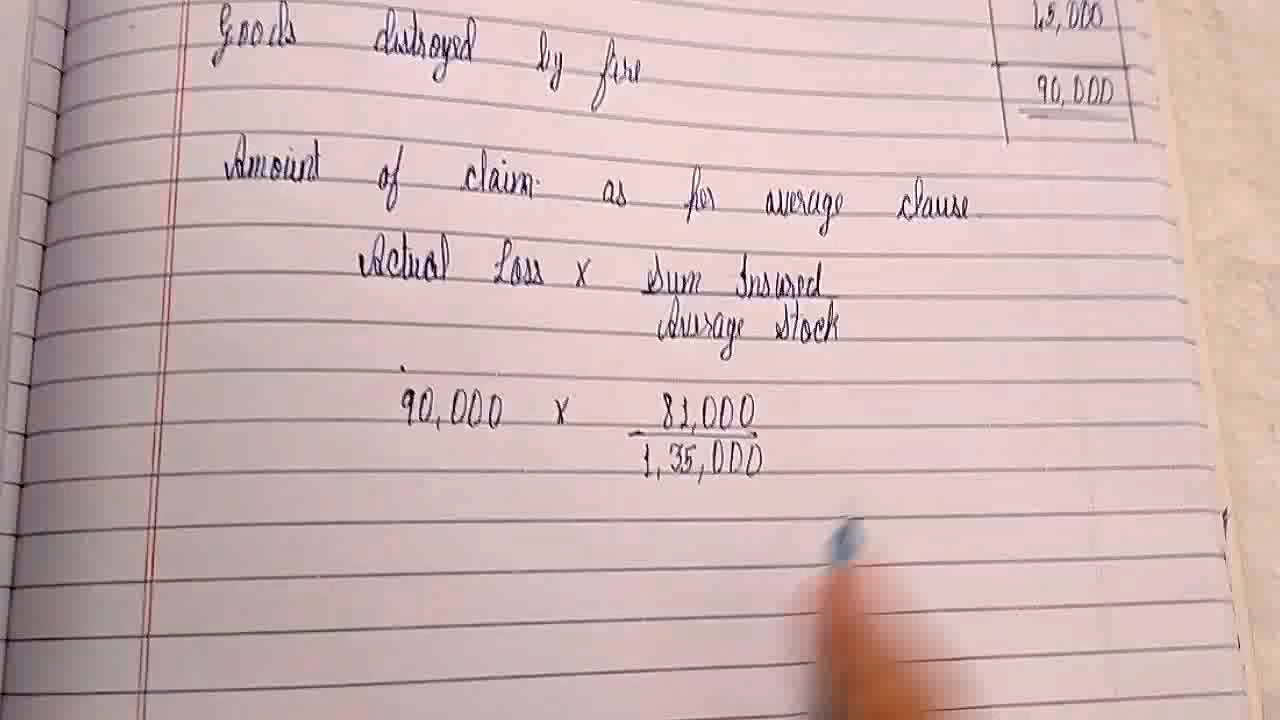 45,000
Goods destroyed by fire
90,000
Amount of claim as per average clause
Actual Loss x Sum Insured
Average Stock
90,000 x 81,000
1,35,000